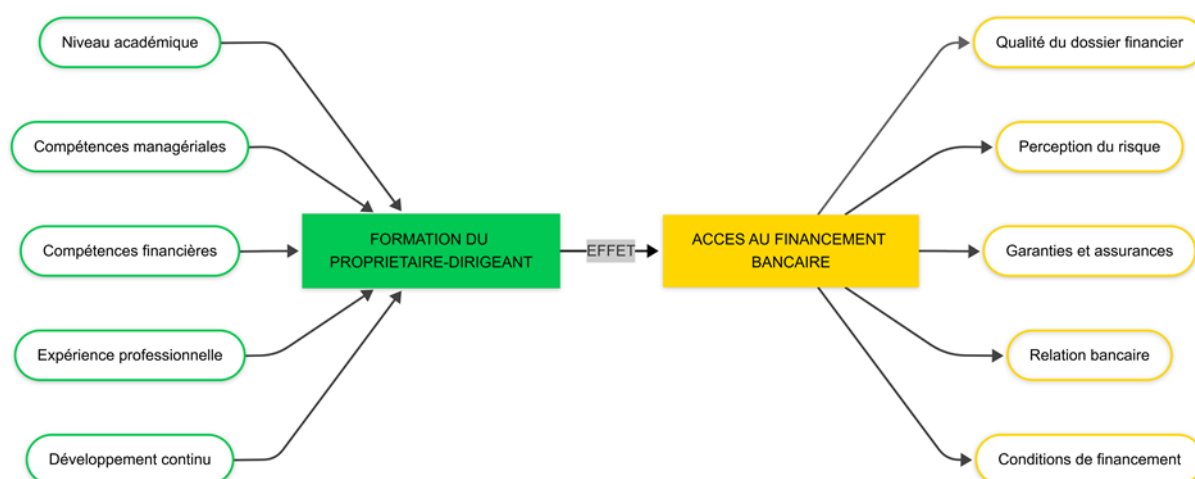 Niveau académique
Compétences managériales
Compétences financières
Expérience professionnelle
Développement continu
FORMATION DU
PROPRIETAIRE-DIRIGEANT
EFFET
ACCES AU FINANCEMENT
BANCAIRE
Qualité du dossier financier
Perception du risque
Garanties et assurances
Relation bancaire
Conditions de financement